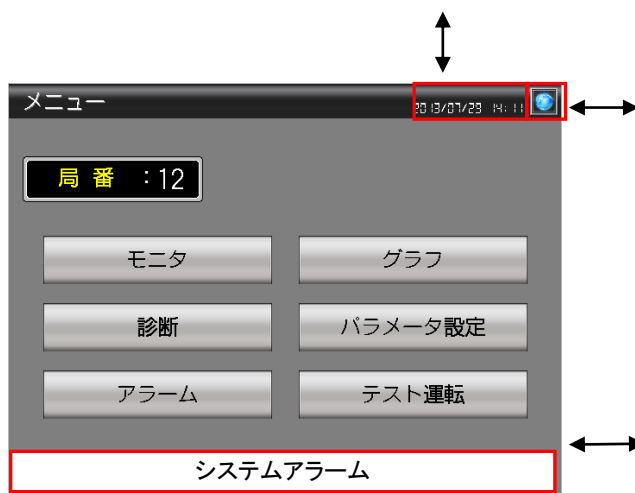 メニュー
2013/07/23 14:11
局番:12
モニタ
グラフ
診断
パラメータ設定
アラーム
テスト運転
システムアラーム